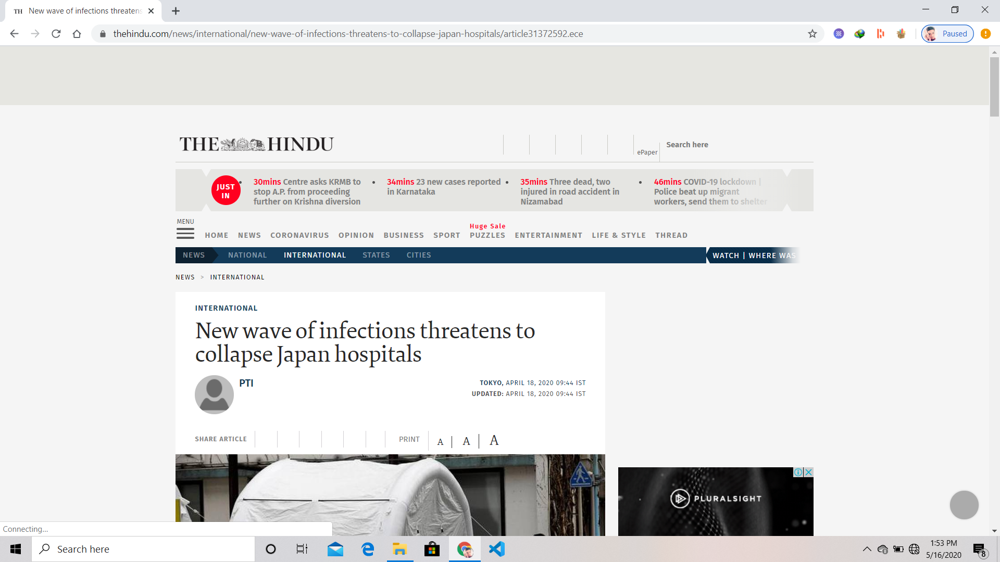 TH New wave of infections threatens
thehindu.com/news/international/new-wave-of-infections-threatens-to-collapse-japan-hospitals/article31372592.ece
Paused
THE HINDU
ePaper
Search here
JUST
IN
30mins Centre asks KRMB to
stop A.P. from proceeding
further on Krishna diversion
34mins 23 new cases reported
in Karnataka
35mins Three dead, two
injured in road accident in
Nizamabad
46mins COVID-19 lockdown |
Police beat up migrant
workers, send them to shelter
MENU
Huge Sale
HOME NEWS CORONAVIRUS OPINION BUSINESS SPORT PUZZLES ENTERTAINMENT LIFE & STYLE THREAD
NEWS NATIONAL INTERNATIONAL STATES CITIES WATCH | WHERE WAS
NEWS > INTERNATIONAL
INTERNATIONAL
New wave of infections threatens to
collapse Japan hospitals
PTI
TOKYO, APRIL 18, 2020 09:44 IST
UPDATED: APRIL 18, 2020 09:44 IST
SHARE ARTICLE PRINT A A A
PLURALSIGHT
Connecting...
Search here
1:53 PM
5/16/2020
8